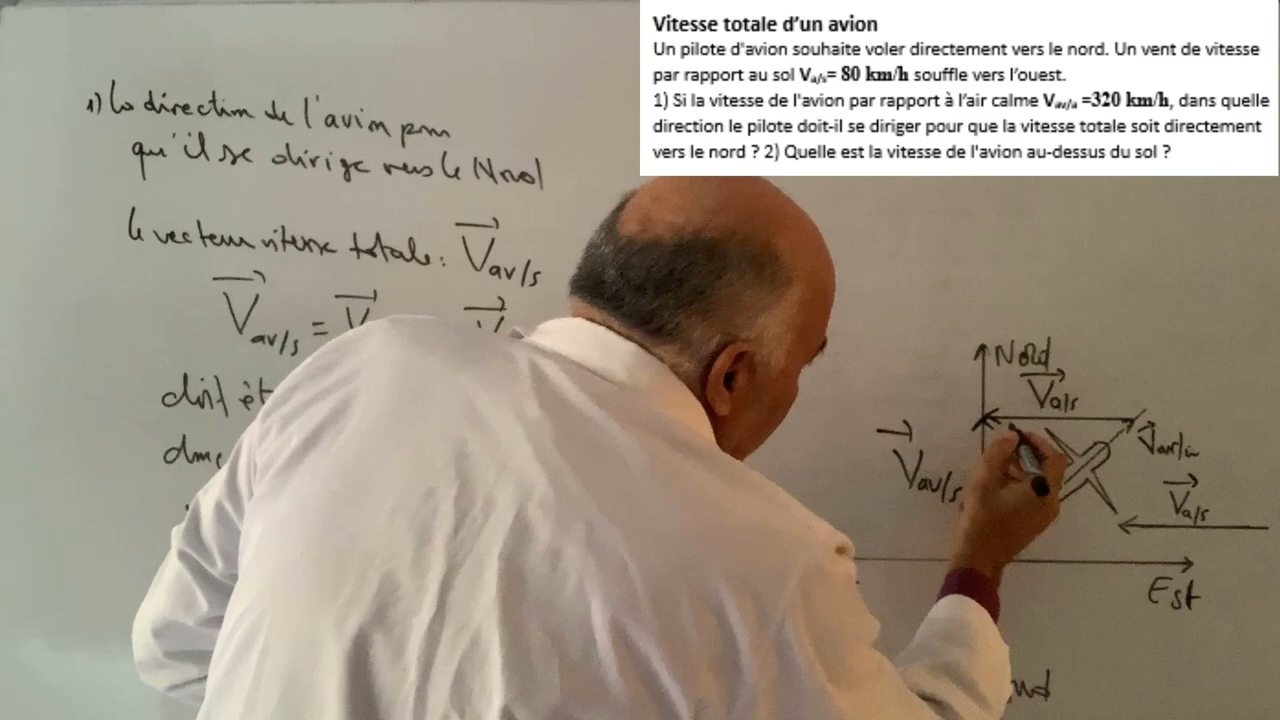 Vitesse totale d'un avion
Un pilote d'avion souhaite voler directement vers le nord. Un vent de vitesse
par rapport au sol Va/s= 80 km/h souffle vers l'ouest.
1) Si la vitesse de l'avion par rapport à l'air calme Vav/a =320 km/h, dans quelle
direction le pilote doit-il se diriger pour que la vitesse totale soit directement
vers le nord ? 2) Quelle est la vitesse de l'avion au-dessus du sol ?
1) La direction de l'avion pour
qu'il se dirige vers le Nord
le vecteur vitesse totale: Vav/s
Vav/s = V V
doit êt
donc
Nord
Va/s
Vav/a
Vav/s
Va/s
Est